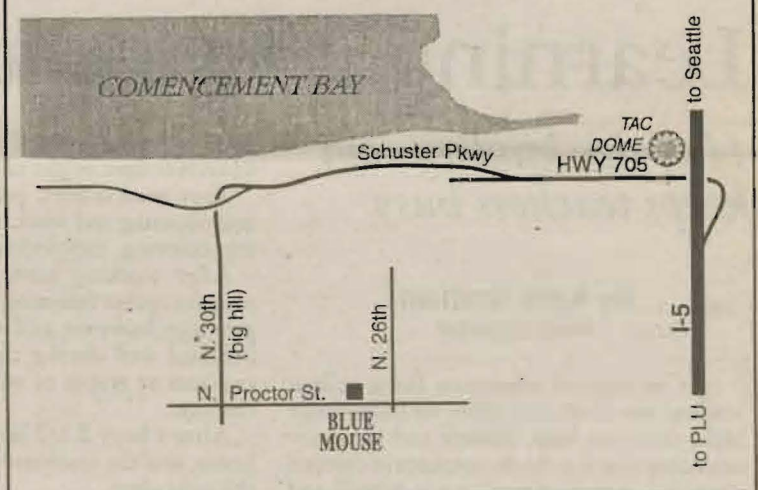 COMENCEMENT BAY
to Seattle
TAC
DOME
HWY 705
Schuster Pkwy
I-5
N. 30th
(big hill)
N. 26th
N. Proctor St.
BLUE
MOUSE
to PLU